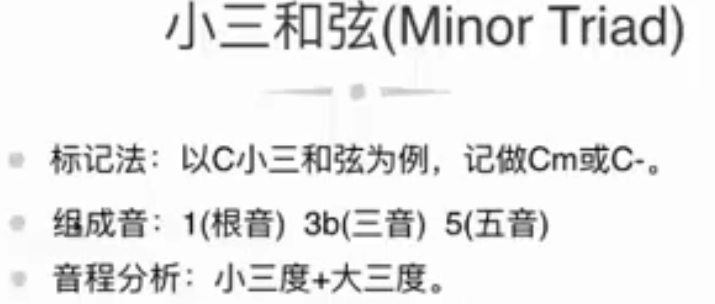 小三和弦(Minor Triad)
标记法：以C小三和弦为例，记做Cm或C-。
组成音：1(根音) 3b(三音) 5(五音)
音程分析：小三度+大三度。